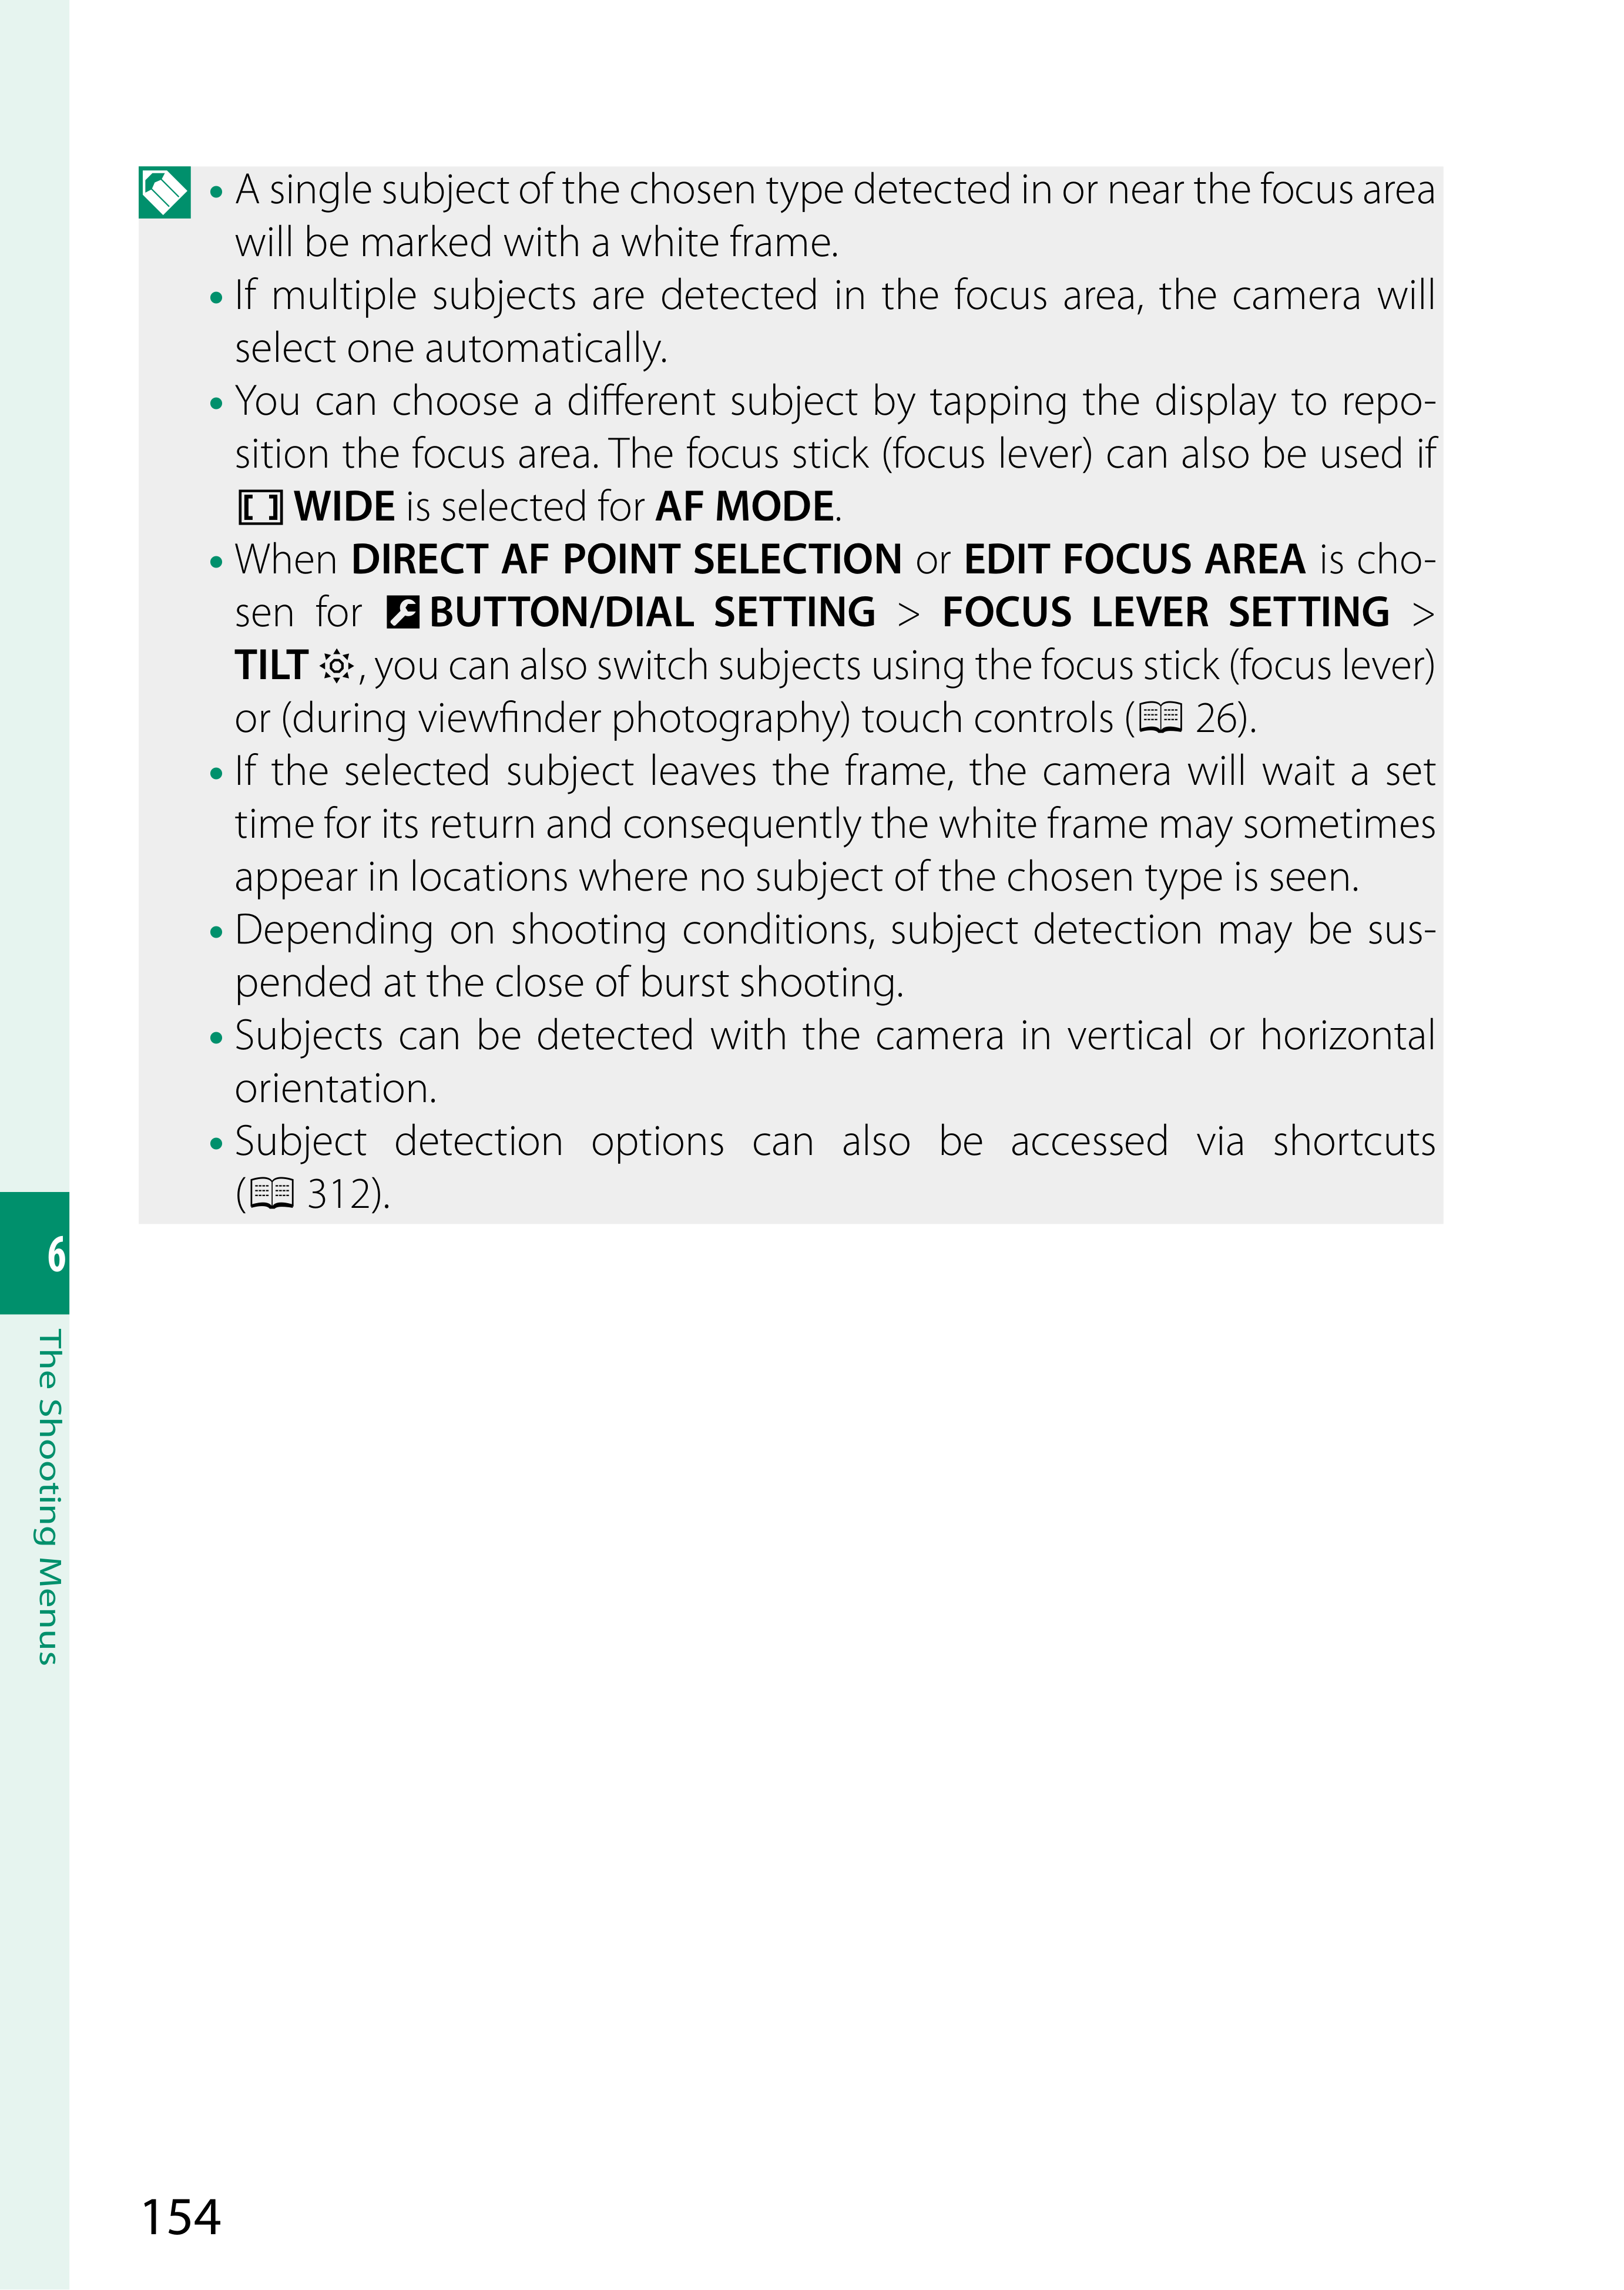 • A single subject of the chosen type detected in or near the focus area
will be marked with a white frame.
• If multiple subjects are detected in the focus area, the camera will
select one automatically.
• You can choose a different subject by tapping the display to repo-
sition the focus area. The focus stick (focus lever) can also be used if
WIDE is selected for AF MODE.
• When DIRECT AF POINT SELECTION or EDIT FOCUS AREA is cho-
sen for BUTTON/DIAL SETTING > FOCUS LEVER SETTING >
TILT , you can also switch subjects using the focus stick (focus lever)
or (during viewfinder photography) touch controls ( 26).
• If the selected subject leaves the frame, the camera will wait a set
time for its return and consequently the white frame may sometimes
appear in locations where no subject of the chosen type is seen.
• Depending on shooting conditions, subject detection may be sus-
pended at the close of burst shooting.
• Subjects can be detected with the camera in vertical or horizontal
orientation.
• Subject detection options can also be accessed via shortcuts
( 312).
6
The Shooting Menus
154